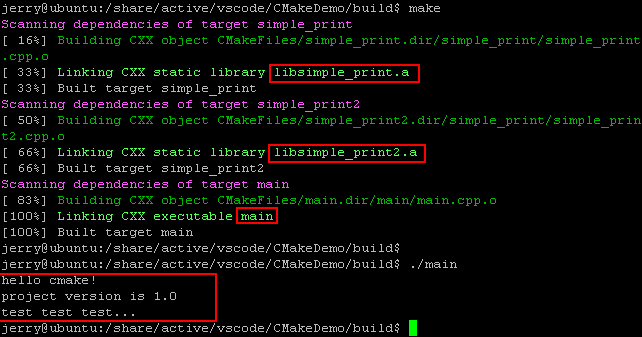 jerry@ubuntu:/share/active/vscode/CMakeDemo/build$ make
Scanning dependencies of target simple_print
[ 16%] Building CXX object CMakeFiles/simple_print.dir/simple_print/simple_print
.cpp.o
[ 33%] Linking CXX static library libsimple_print.a
[ 33%] Built target simple_print
Scanning dependencies of target simple_print2
[ 50%] Building CXX object CMakeFiles/simple_print2.dir/simple_print2/simple_prin
t2.cpp.o
[ 66%] Linking CXX static library libsimple_print2.a
[ 66%] Built target simple_print2
Scanning dependencies of target main
[ 83%] Building CXX object CMakeFiles/main.dir/main/main.cpp.o
[100%] Linking CXX executable main
[100%] Built target main
jerry@ubuntu:/share/active/vscode/CMakeDemo/build$
jerry@ubuntu:/share/active/vscode/CMakeDemo/build$ ./main
hello cmake!
project version is 1.0
test test test...
jerry@ubuntu:/share/active/vscode/CMakeDemo/build$